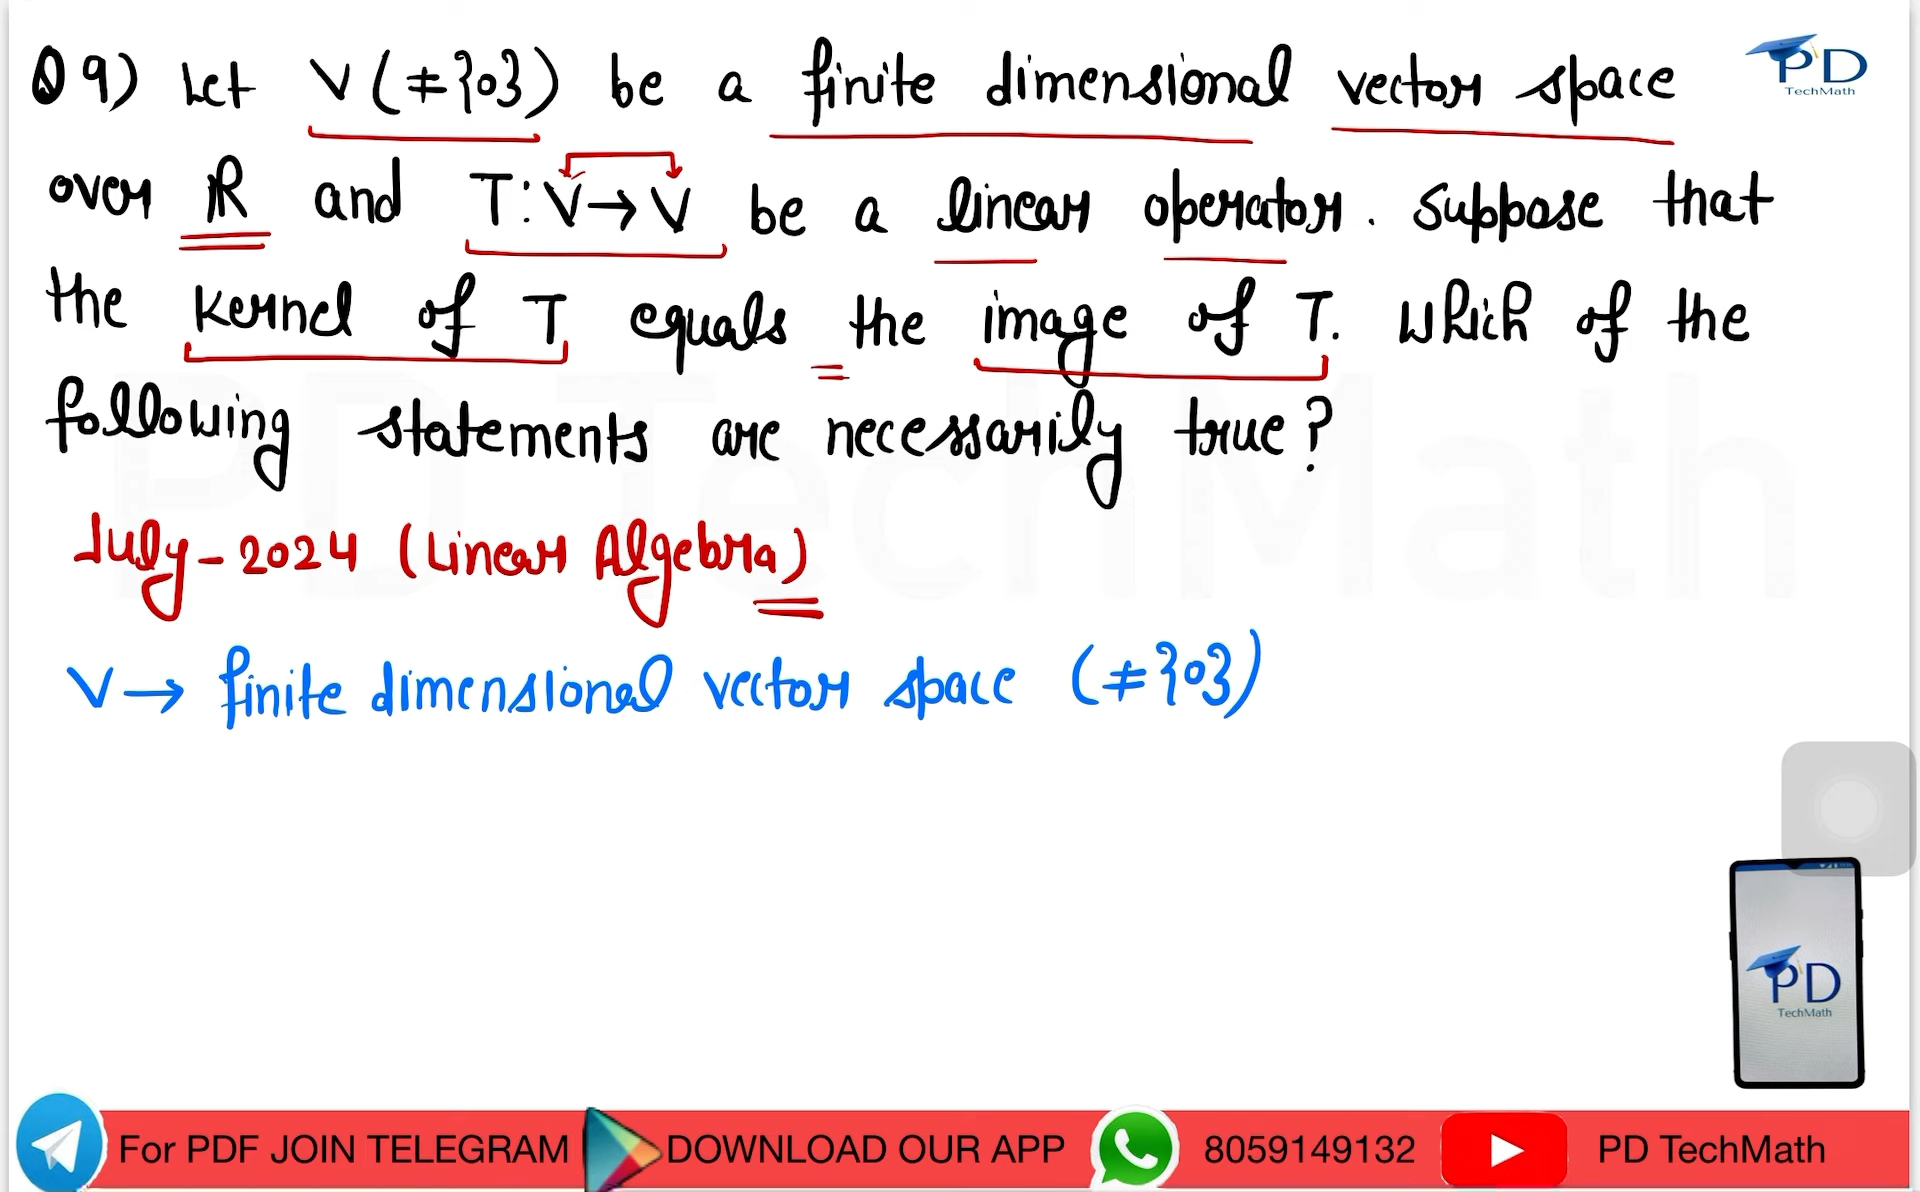 Q9) Let V(≠{0}) be a finite dimensional vector space
over ℝ and T:V→V be a linear operator. Suppose that
the kernel of T equals the image of T. Which of the
following statements are necessarily true?
July-2024 (Linear Algebra)
V→ finite dimensional vector space (≠{0})
PD
TechMath
PD TechMath
PD
TechMath
For PDF JOIN TELEGRAM DOWNLOAD OUR APP 8059149132 PD TechMath